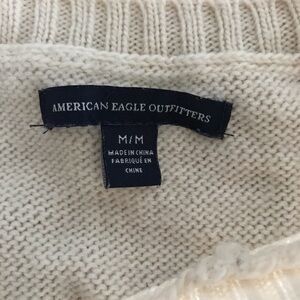 AMERICAN EAGLE OUTFITTERS
M/M
MADE IN CHINA
FABRIQUÉ EN
CHINE